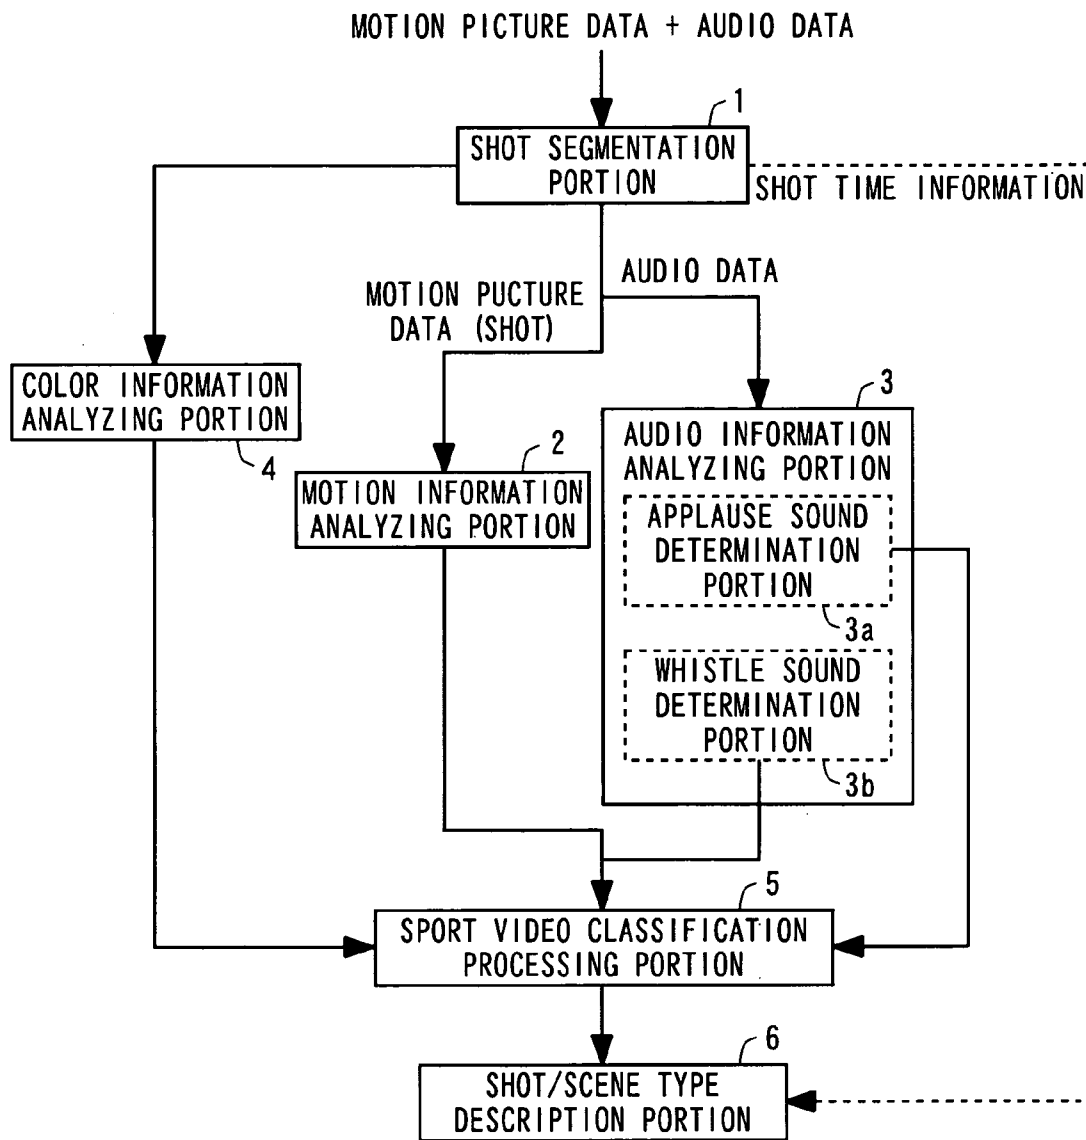 MOTION PICTURE DATA + AUDIO DATA
1
SHOT SEGMENTATION
PORTION
SHOT TIME INFORMATION
AUDIO DATA
MOTION PUCTURE
DATA (SHOT)
COLOR INFORMATION
ANALYZING PORTION
4
2
MOTION INFORMATION
ANALYZING PORTION
3
AUDIO INFORMATION
ANALYZING PORTION
APPLAUSE SOUND
DETERMINATION
PORTION
3a
WHISTLE SOUND
DETERMINATION
PORTION
3b
5
SPORT VIDEO CLASSIFICATION
PROCESSING PORTION
6
SHOT/SCENE TYPE
DESCRIPTION PORTION